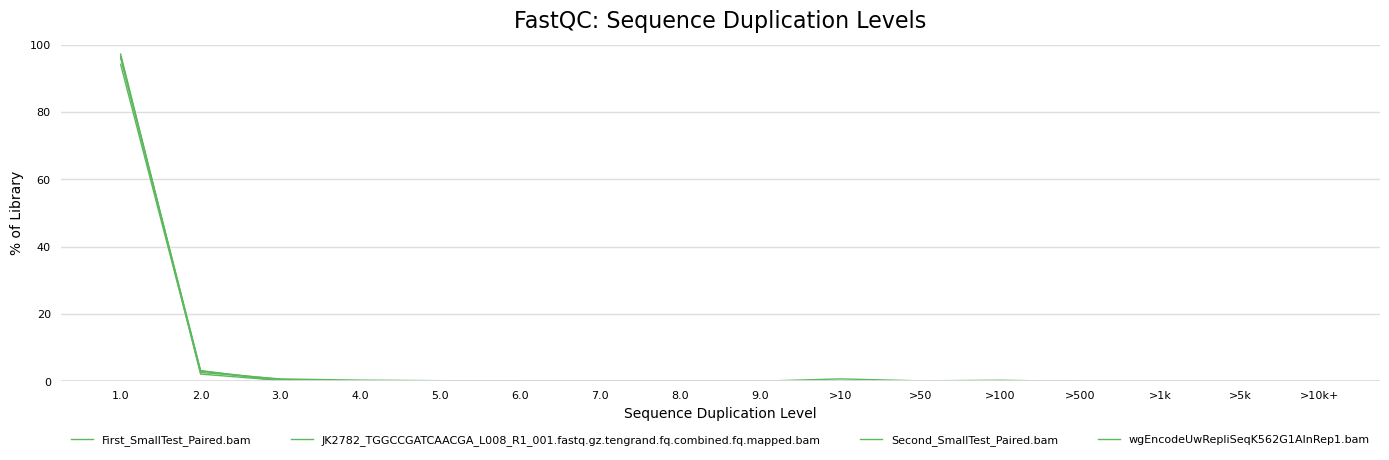 FastQC: Sequence Duplication Levels
100
80
60
40
20
0
% of Library
1.0 2.0 3.0 4.0 5.0 6.0 7.0 8.0 9.0 >10 >50 >100 >500 >1k >5k >10k+
Sequence Duplication Level
First_SmallTest_Paired.bam JK2782_TGGCCGATCAACGA_L008_R1_001.fastq.gz.tengrand.fq.combined.fq.mapped.bam Second_SmallTest_Paired.bam wgEncodeUwRepliSeqK562G1AlnRep1.bam